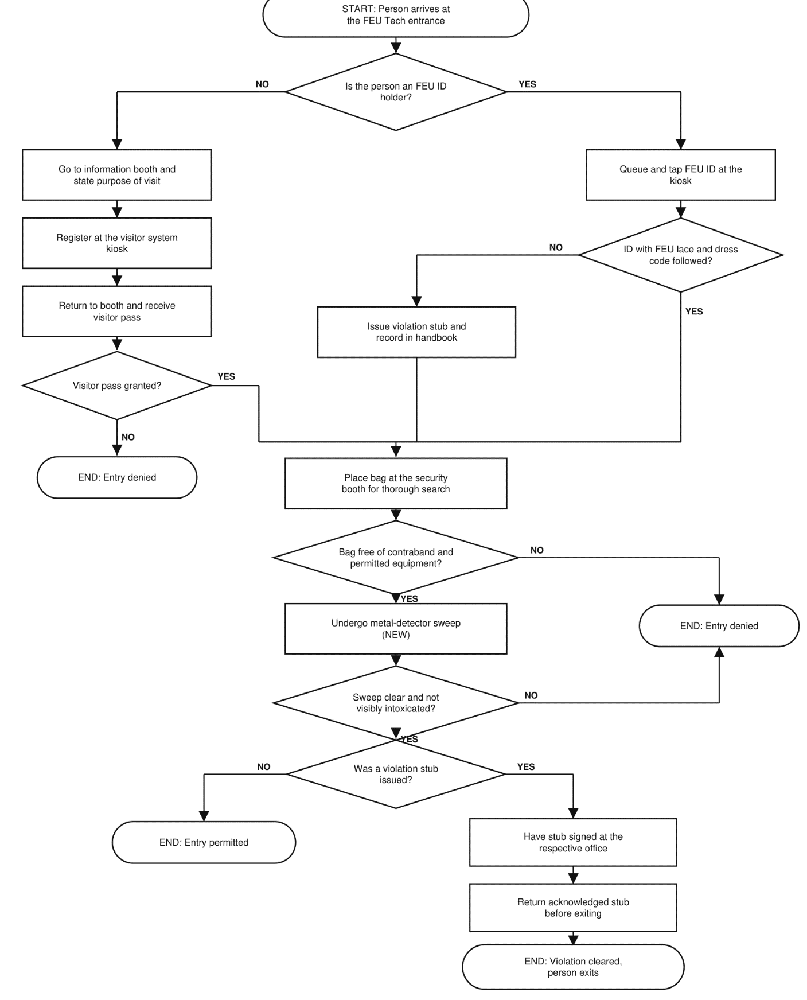 START: Person arrives at
the FEU Tech entrance
Is the person an FEU ID
holder?
NO
YES
Go to information booth and
state purpose of visit
Queue and tap FEU ID at the
kiosk
Register at the visitor system
kiosk
NO
ID with FEU lace and dress
code followed?
Return to booth and receive
visitor pass
YES
Issue violation stub and
record in handbook
YES
Visitor pass granted?
NO
END: Entry denied
Place bag at the security
booth for thorough search
Bag free of contraband and
permitted equipment?
NO
YES
Undergo metal-detector sweep
(NEW)
END: Entry denied
Sweep clear and not
visibly intoxicated?
NO
YES
Was a violation stub
issued?
NO
YES
END: Entry permitted
Have stub signed at the
respective office
Return acknowledged stub
before exiting
END: Violation cleared,
person exits